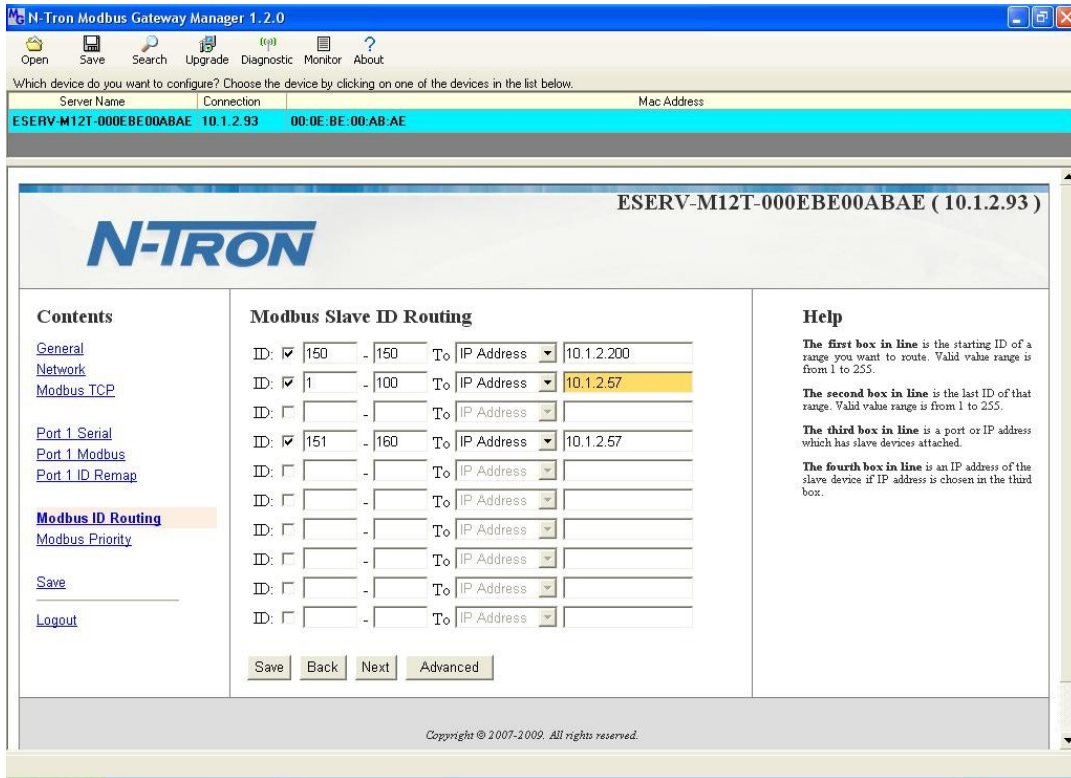 N-Tron Modbus Gateway Manager 1.2.0
Open Save Search Upgrade Diagnostic Monitor About
Which device do you want to configure? Choose the device by clicking on one of the devices in the list below.
Server Name Connection Mac Address
ESERV-M12T-000EBE00ABAE 10.1.2.93 00:0E:BE:00:AB:AE
ESERV-M12T-000EBE00ABAE ( 10.1.2.93 )
N-TRON
Contents
General
Network
Modbus TCP
Port 1 Serial
Port 1 Modbus
Port 1 ID Remap
Modbus ID Routing
Modbus Priority
Save
Logout
Modbus Slave ID Routing
ID: 150 - 150 To IP Address 10.1.2.200
ID: 1 - 100 To IP Address 10.1.2.57
ID: - To IP Address
ID: 151 - 160 To IP Address 10.1.2.57
ID: - To IP Address
ID: - To IP Address
ID: - To IP Address
ID: - To IP Address
ID: - To IP Address
ID: - To IP Address
Save Back Next Advanced
Help
The first box in line is the starting ID of a
range you want to route. Valid value range is
from 1 to 255.
The second box in line is the last ID of that
range. Valid value range is from 1 to 255.
The third box in line is a port or IP address
which has slave devices attached.
The fourth box in line is an IP address of the
slave device if IP address is chosen in the third
box.
Copyright © 2007-2009. All rights reserved.